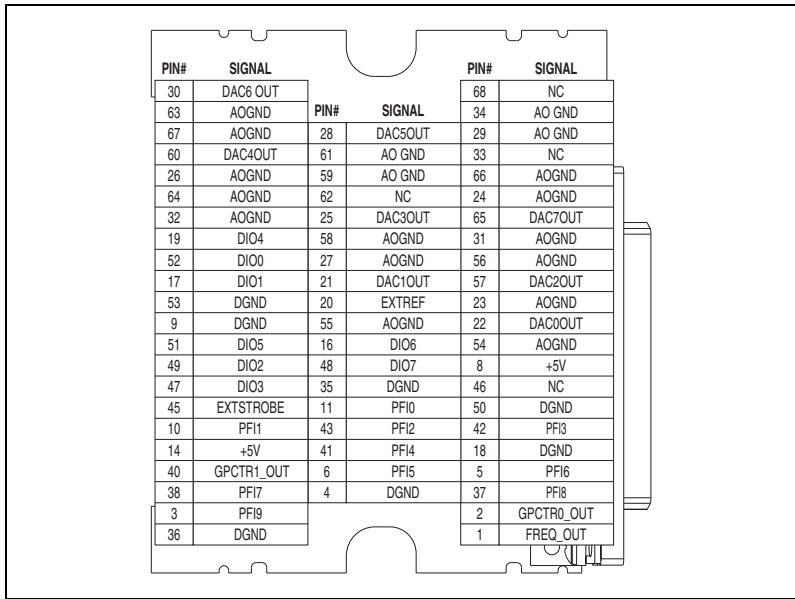 PIN# SIGNAL PIN# SIGNAL
30 DAC6 OUT 68 NC
63 AOGND PIN# SIGNAL 34 AO GND
67 AOGND 28 DAC5OUT 29 AO GND
60 DAC4OUT 61 AO GND 33 NC
26 AOGND 59 AO GND 66 AOGND
64 AOGND 62 NC 24 AOGND
32 AOGND 25 DAC3OUT 65 DAC7OUT
19 DIO4 58 AOGND 31 AOGND
52 DIO0 27 AOGND 56 AOGND
17 DIO1 21 DAC1OUT 57 DAC2OUT
53 DGND 20 EXTREF 23 AOGND
9 DGND 55 AOGND 22 DAC0OUT
51 DIO5 16 DIO6 54 AOGND
49 DIO2 48 DIO7 8 +5V
47 DIO3 35 DGND 46 NC
45 EXTSTROBE 11 PFI0 50 DGND
10 PFI1 43 PFI2 42 PFI3
14 +5V 41 PFI4 18 DGND
40 GPCTR1_OUT 6 PFI5 5 PFI6
38 PFI7 4 DGND 37 PFI8
3 PFI9 2 GPCTR0_OUT
36 DGND 1 FREQ_OUT